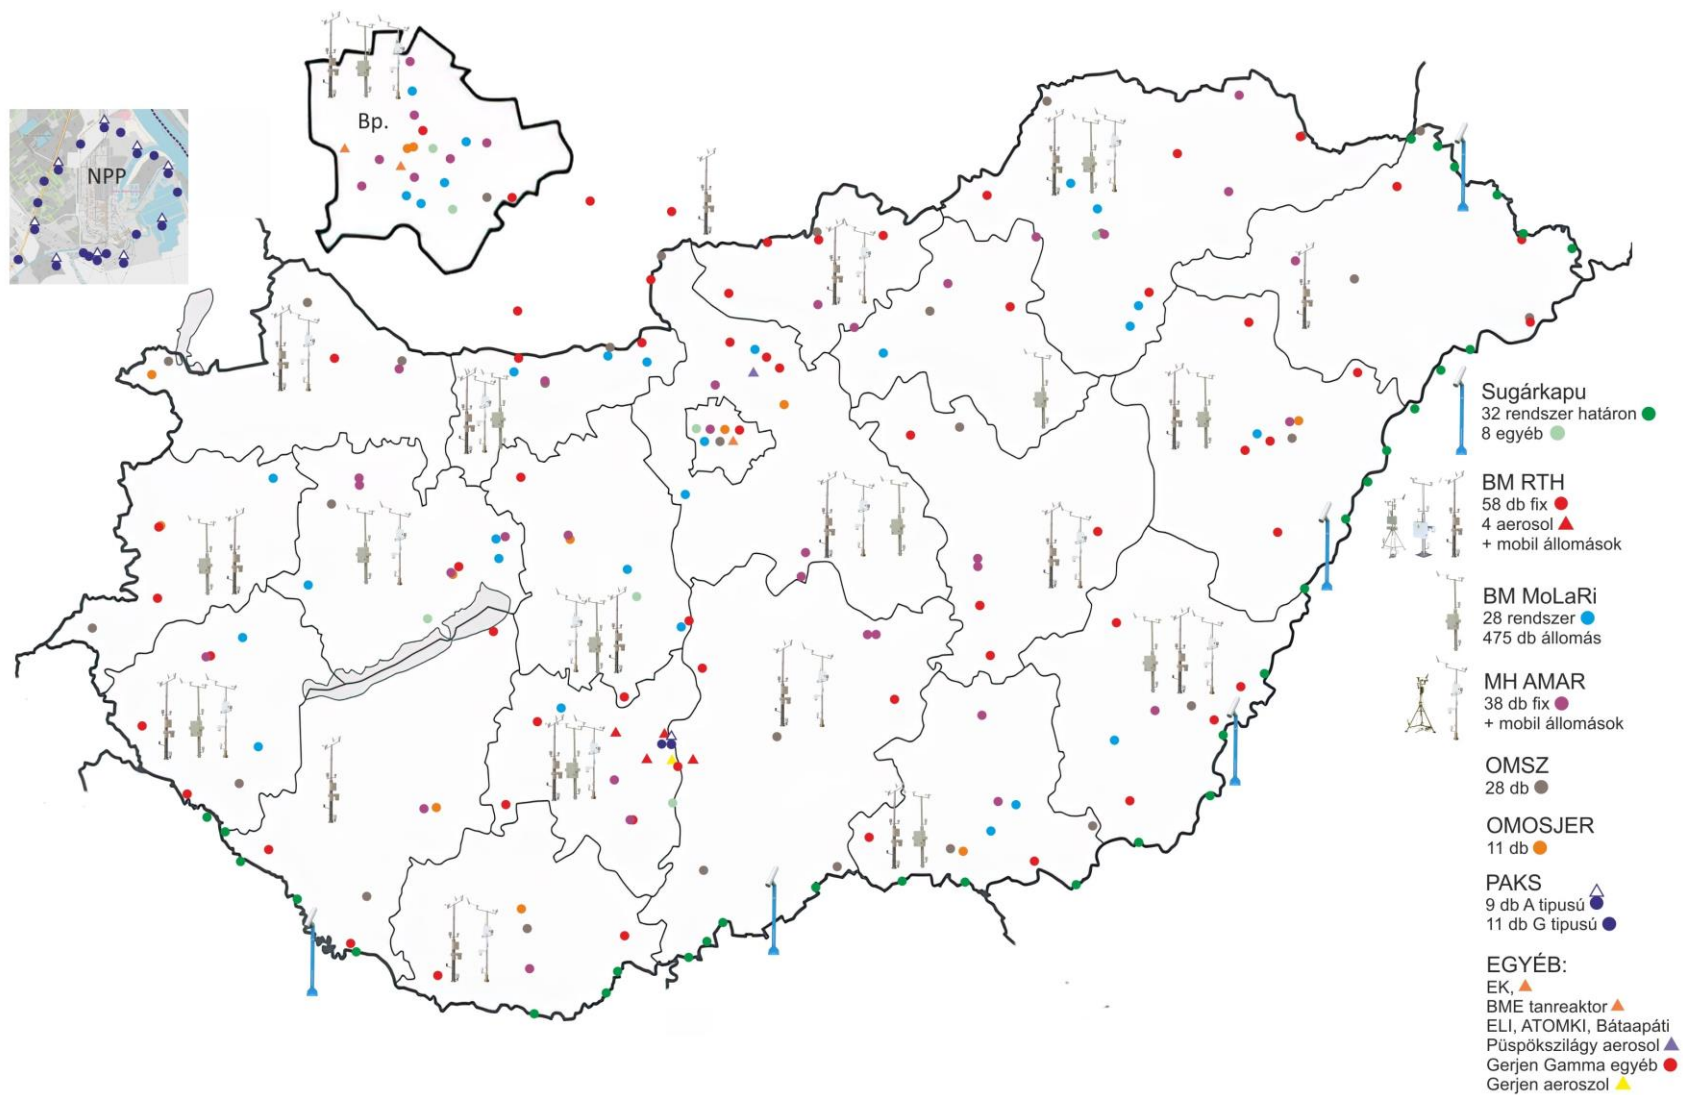 Bp.
NPP
Sugárkapu
32 rendszer határon
8 egyéb
BM RTH
58 db fix
4 aerosol
+ mobil állomások
BM MoLaRi
28 rendszer
475 db állomás
MH AMAR
38 db fix
+ mobil állomások
OMSZ
28 db
OMOSJER
11 db
PAKS
9 db A tipusú
11 db G tipusú
EGYÉB:
EK,
BME tanreaktor
ELI, ATOMKI, Bátaapáti
Püspökszilágy aerosol
Gerjen Gamma egyéb
Gerjen aeroszol